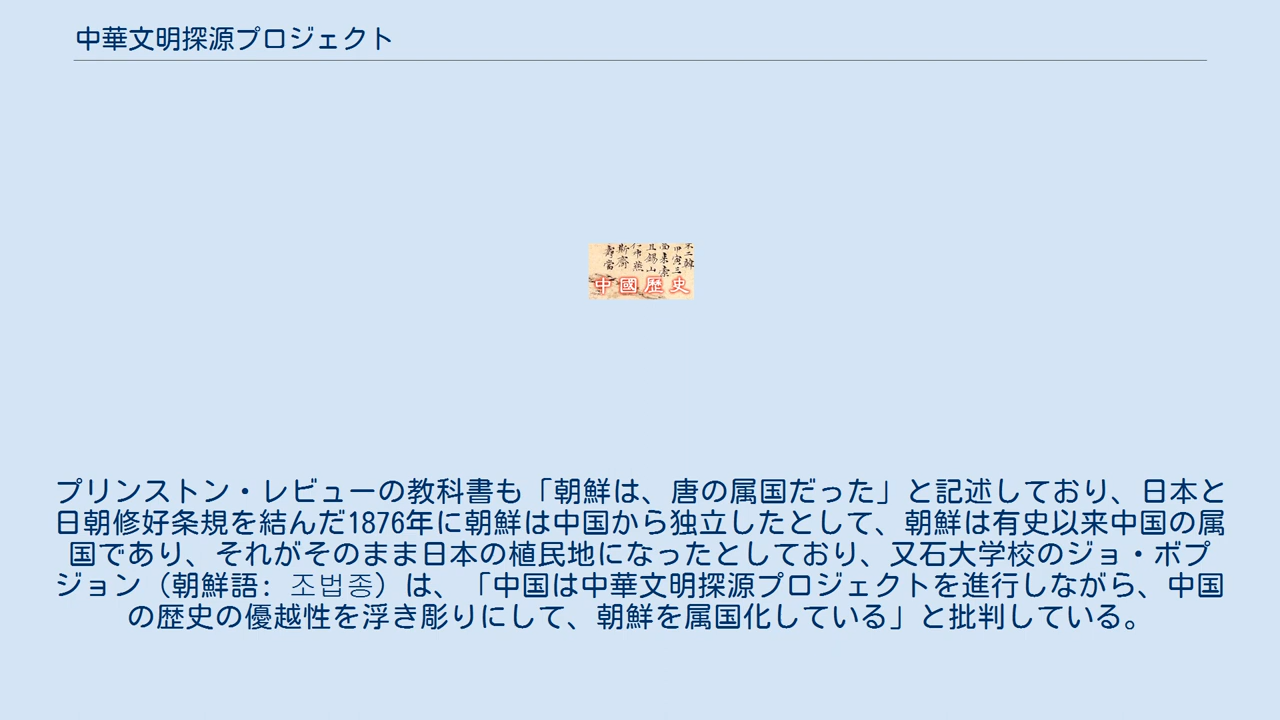 中華文明探源プロジェクト
中國歷史
プリンストン・レビューの教科書も「朝鮮は、唐の属国だった」と記述しており、日本と
日朝修好条規を結んだ1876年に朝鮮は中国から独立したとして、朝鮮は有史以来中国の属
国であり、それがそのまま日本の植民地になったとしており、又石大学校のジョ・ボプ
ジョン（朝鮮語: 조법종）は、「中国は中華文明探源プロジェクトを進行しながら、中国
の歴史の優越性を浮き彫りにして、朝鮮を属国化している」と批判している。